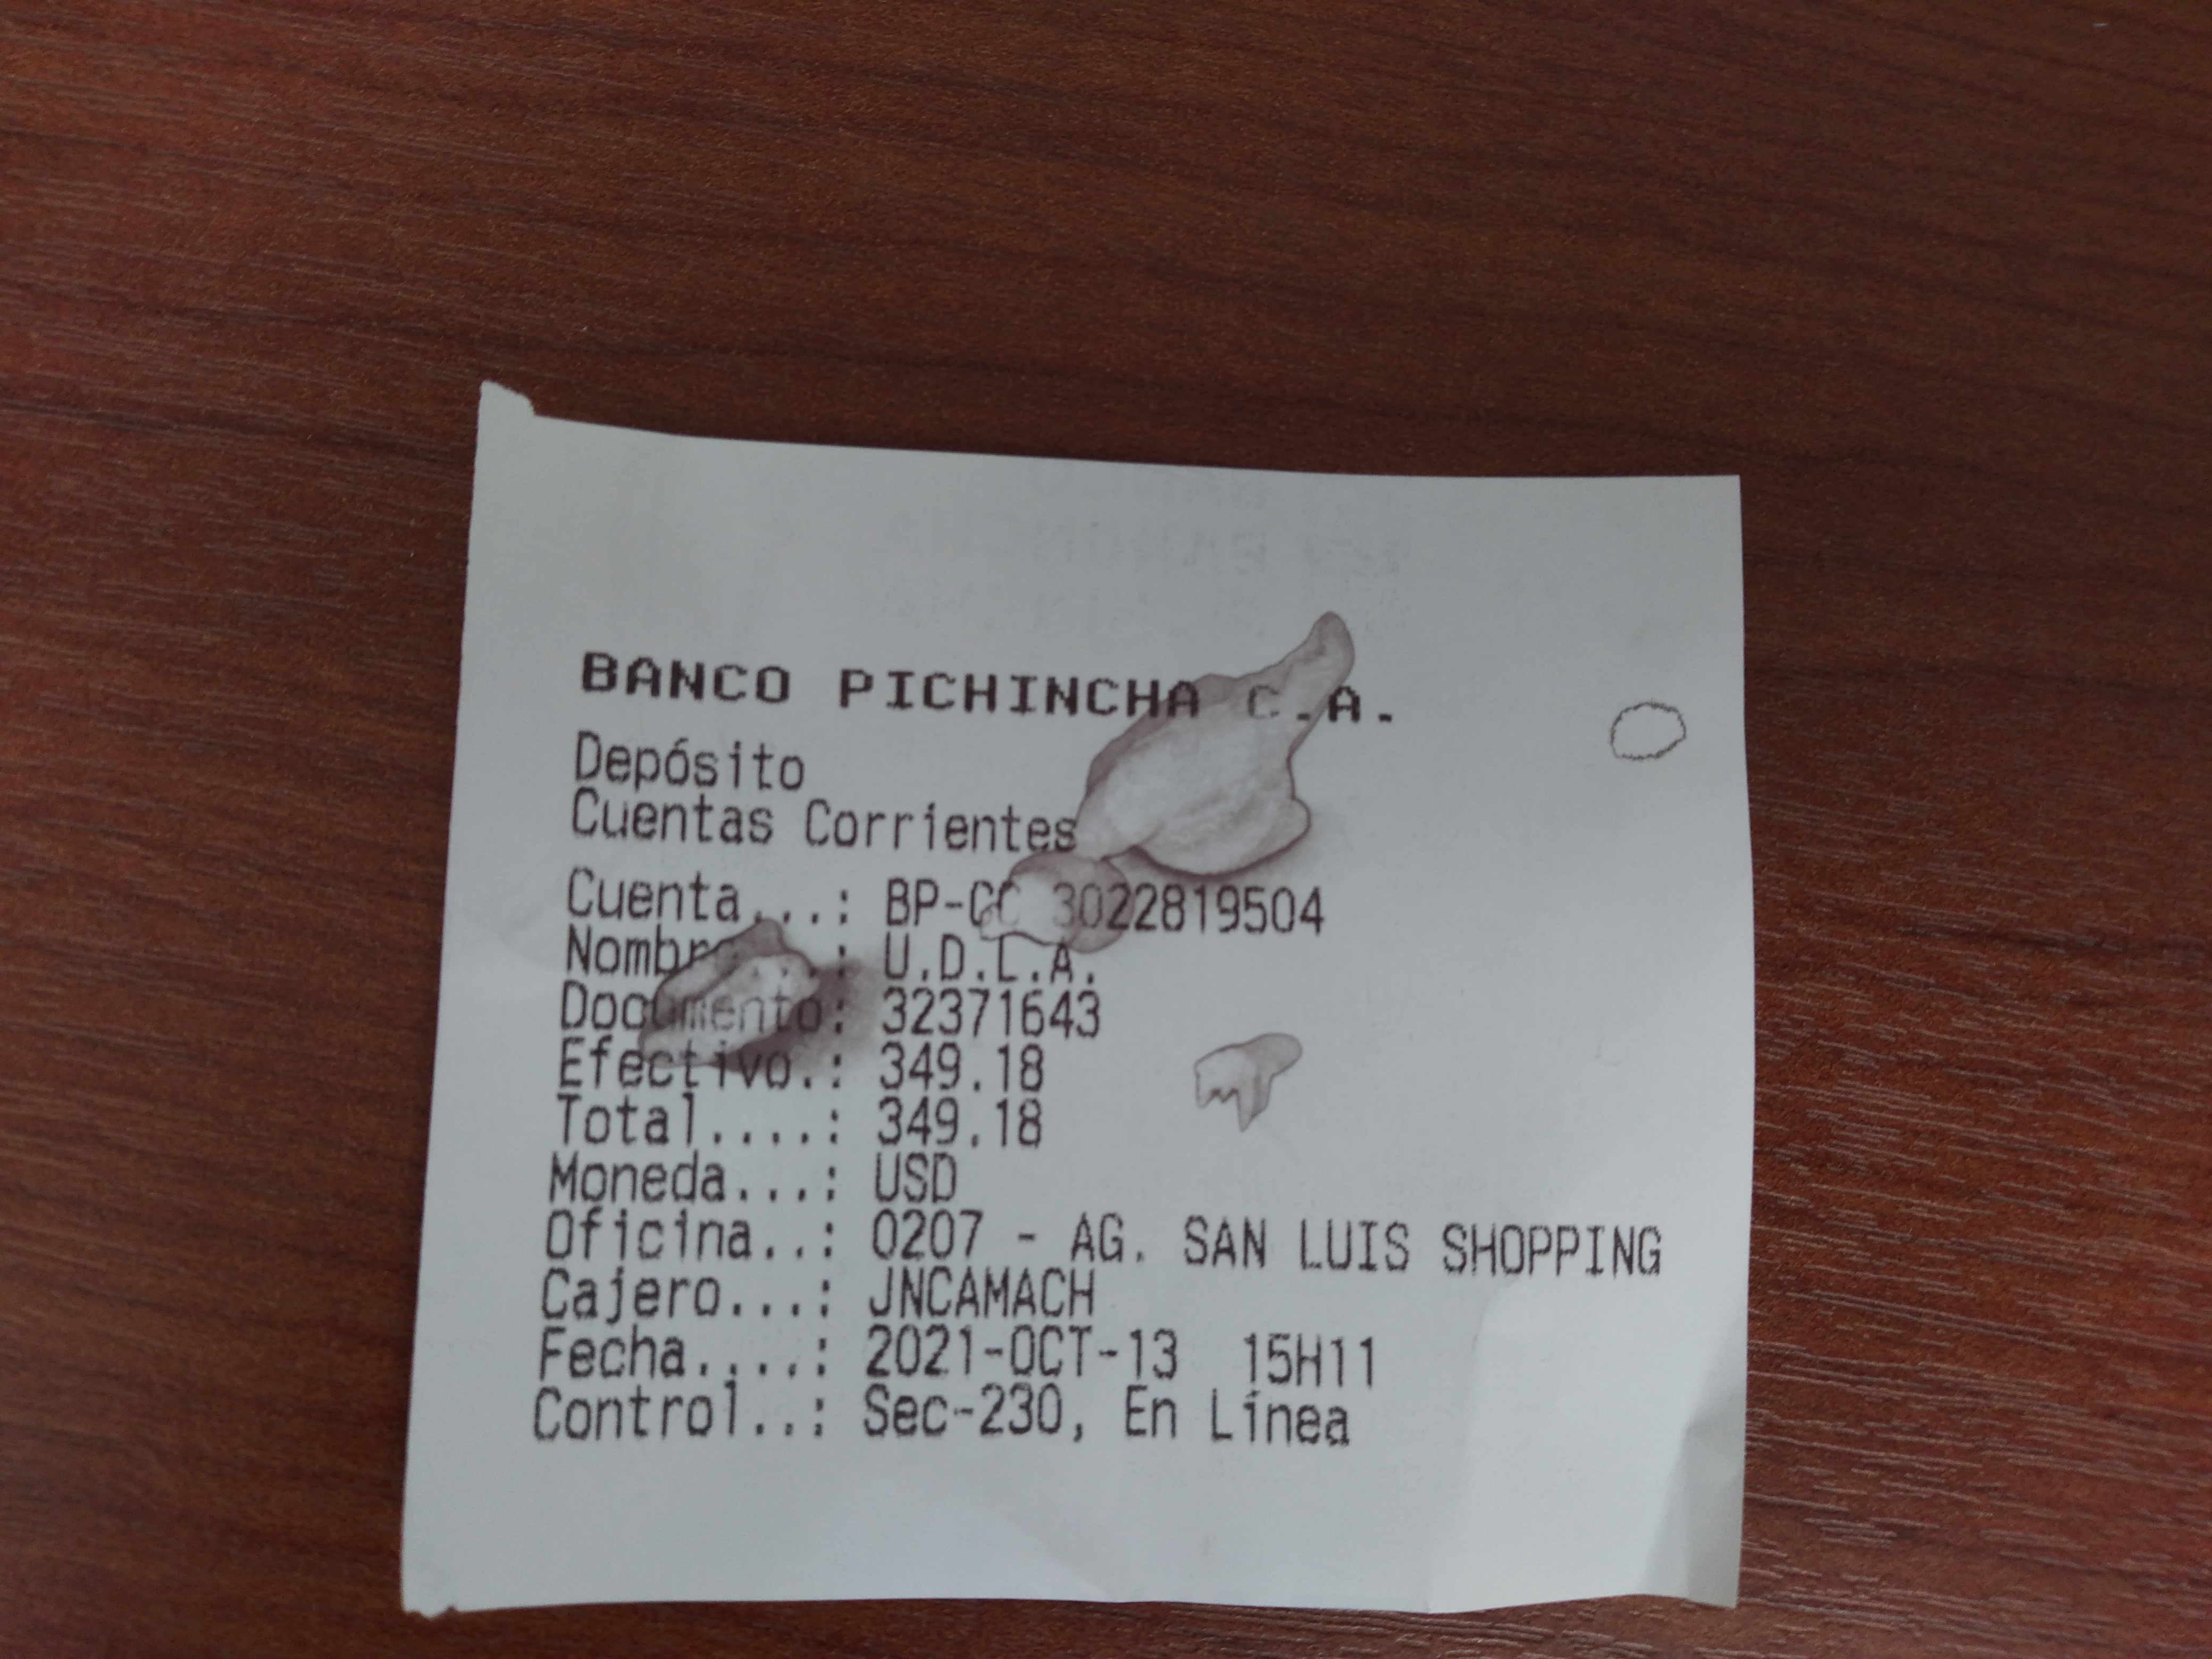 BANCO PICHINCHA C.A.
Depósito
Cuentas Corrientes
Cuenta...: BP-CC 3022819504
Nombre...: U.D.L.A.
Documento: 32371643
Efectivo.: 349.18
Total....: 349.18
Moneda...: USD
Oficina..: 0207 - AG. SAN LUIS SHOPPING
Cajero...: JNCAMACH
Fecha....: 2021-OCT-13 15H11
Control..: Sec-230, En Línea